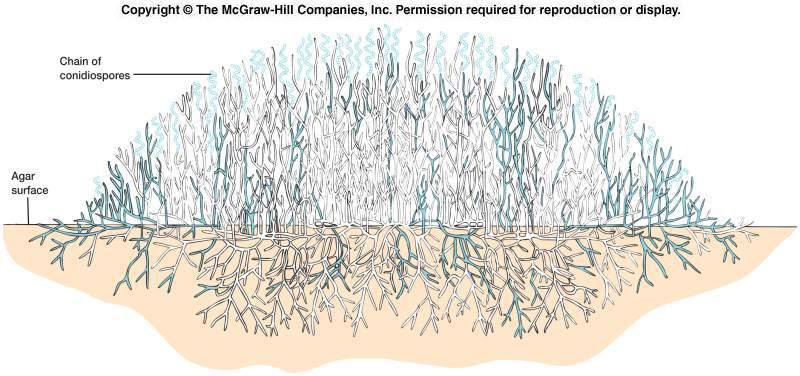 Copyright © The McGraw-Hill Companies, Inc. Permission required for reproduction or display.
Chain of
conidiospores
Agar
surface